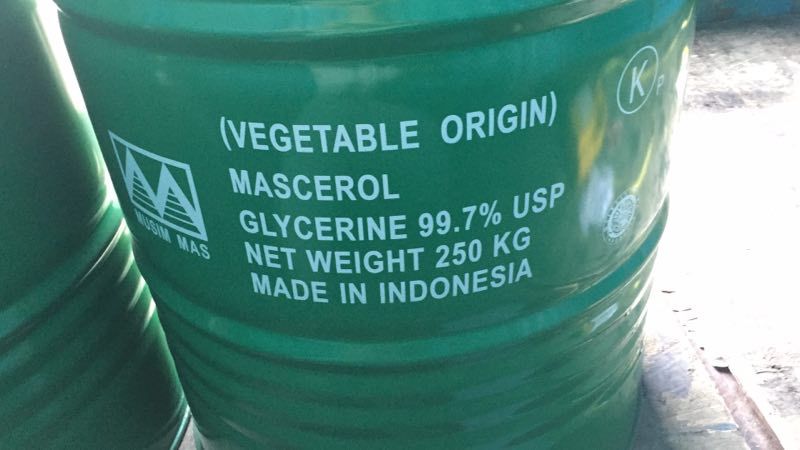 (VEGETABLE ORIGIN)
MUSIM MAS
MASCEROL
GLYCERINE 99.7% USP
NET WEIGHT 250 KG
MADE IN INDONESIA
K P